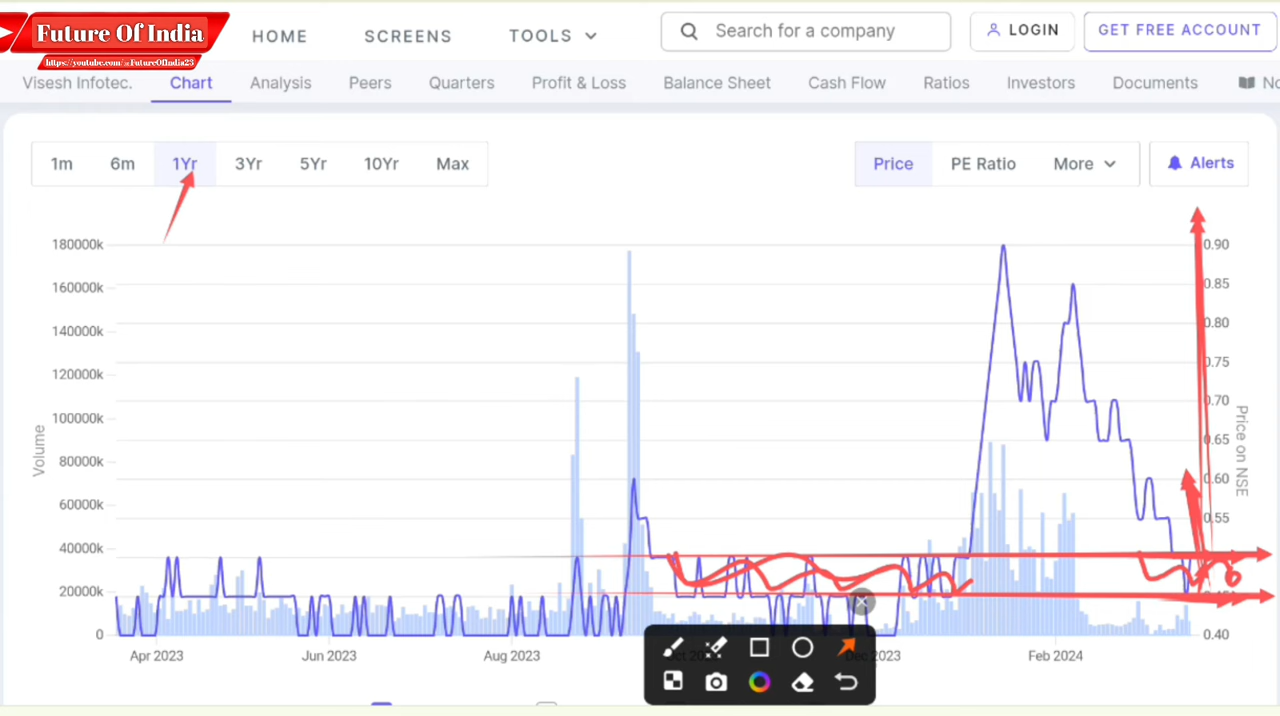 Future Of India
https://youtube.com/@FutureOfIndia23
HOME SCREENS TOOLS Search for a company LOGIN GET FREE ACCOUNT
Visesh Infotec. Chart Analysis Peers Quarters Profit & Loss Balance Sheet Cash Flow Ratios Investors Documents No
1m 6m 1Yr 3Yr 5Yr 10Yr Max Price PE Ratio More Alerts
180000k 0.90
160000k 0.85
140000k 0.80
120000k 0.75
100000k 0.70
80000k 0.65
60000k 0.60
40000k 0.55
20000k
0 0.40
Volume
Price on NSE
Apr 2023 Jun 2023 Aug 2023 Dec 2023 Feb 2024